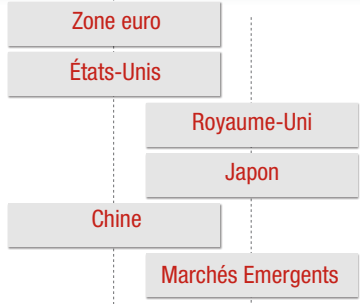 Zone euro
États-Unis
Royaume-Uni
Japon
Chine
Marchés Emergents